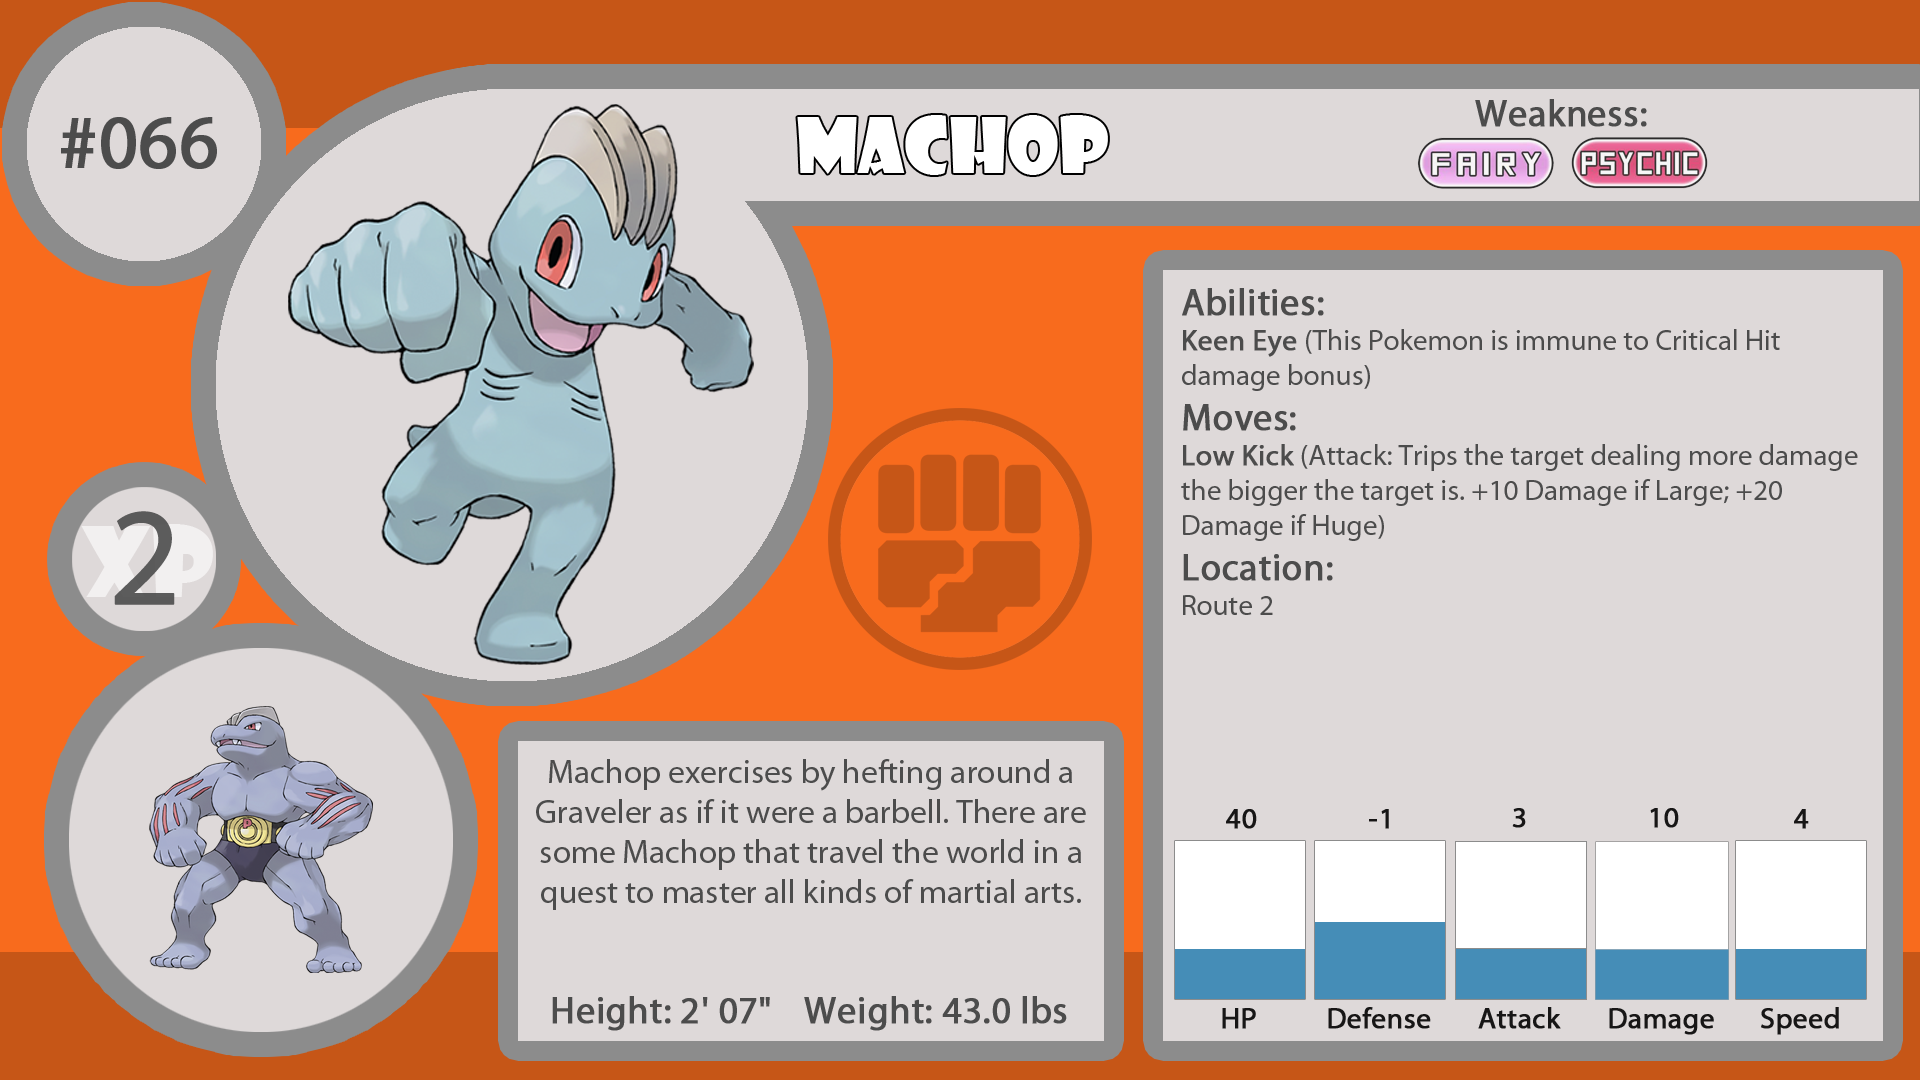 #066
MACHOP
Weakness:
FAIRY PSYCHIC
Abilities:
Keen Eye (This Pokemon is immune to Critical Hit
damage bonus)
Moves:
Low Kick (Attack: Trips the target dealing more damage
the bigger the target is. +10 Damage if Large; +20
Damage if Huge)
Location:
Route 2
XP
2
Machop exercises by hefting around a
Graveler as if it were a barbell. There are
some Machop that travel the world in a
quest to master all kinds of martial arts.
Height: 2' 07" Weight: 43.0 lbs
40 -1 3 10 4
HP Defense Attack Damage Speed